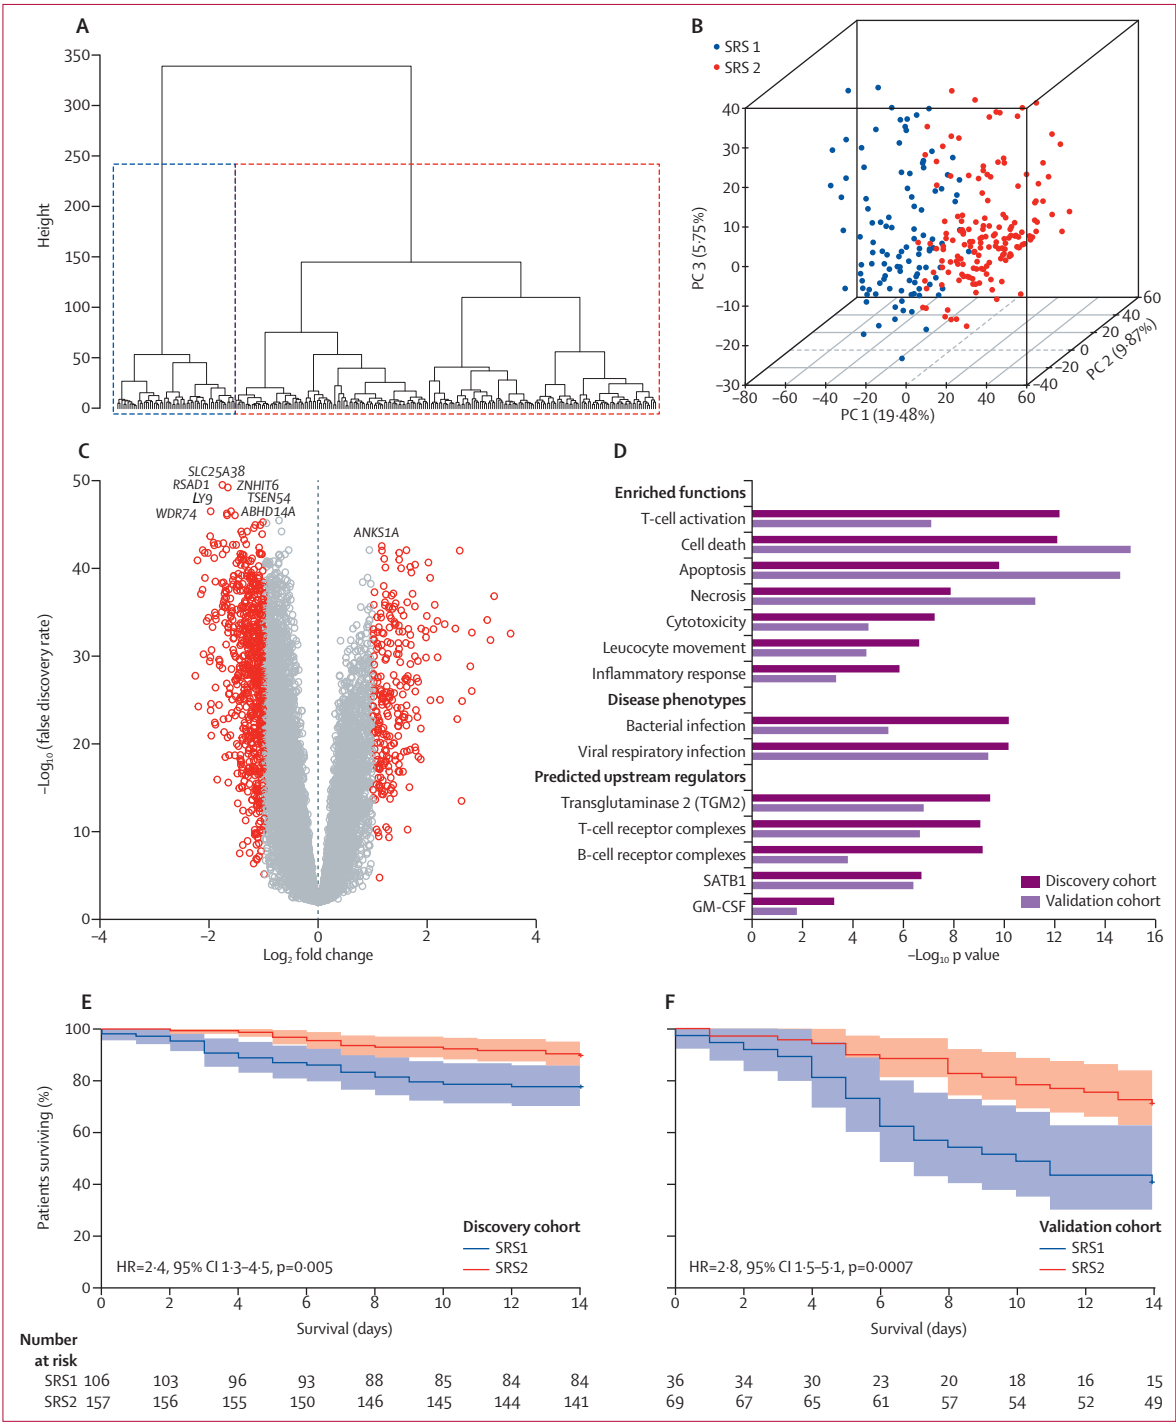 A
350
300
250
200
150
100
50
0
Height
B
SRS 1
SRS 2
40
30
20
10
0
–10
–20
–30
PC 3 (5·75%)
–80
–60
–40
–20
0
20
40
60
PC 1 (19·48%)
60
40
20
0
–20
–40
PC 2 (9·87%)
C
50
40
30
20
10
0
–Log10 (false discovery rate)
SLC25A38
RSAD1
ZNHIT6
LY9
TSEN54
WDR74
ABHD14A
ANKS1A
–4
–2
0
2
4
Log2 fold change
D
Enriched functions
T-cell activation
Cell death
Apoptosis
Necrosis
Cytotoxicity
Leucocyte movement
Inflammatory response
Disease phenotypes
Bacterial infection
Viral respiratory infection
Predicted upstream regulators
Transglutaminase 2 (TGM2)
T-cell receptor complexes
B-cell receptor complexes
SATB1
GM-CSF
Discovery cohort
Validation cohort
0 2 4 6 8 10 12 14 16
–Log10 p value
E
100
80
60
40
20
0
Patients surviving (%)
Discovery cohort
SRS1
SRS2
HR=2·4, 95% CI 1·3–4·5, p=0·005
0 2 4 6 8 10 12 14
Survival (days)
F
Validation cohort
SRS1
SRS2
HR=2·8, 95% CI 1·5–5·1, p=0·0007
0 2 4 6 8 10 12 14
Survival (days)
Number
at risk
SRS1 106 103 96 93 88 85 84 84 36 34 30 23 20 18 16 15
SRS2 157 156 155 150 146 145 144 141 69 67 65 61 57 54 52 49